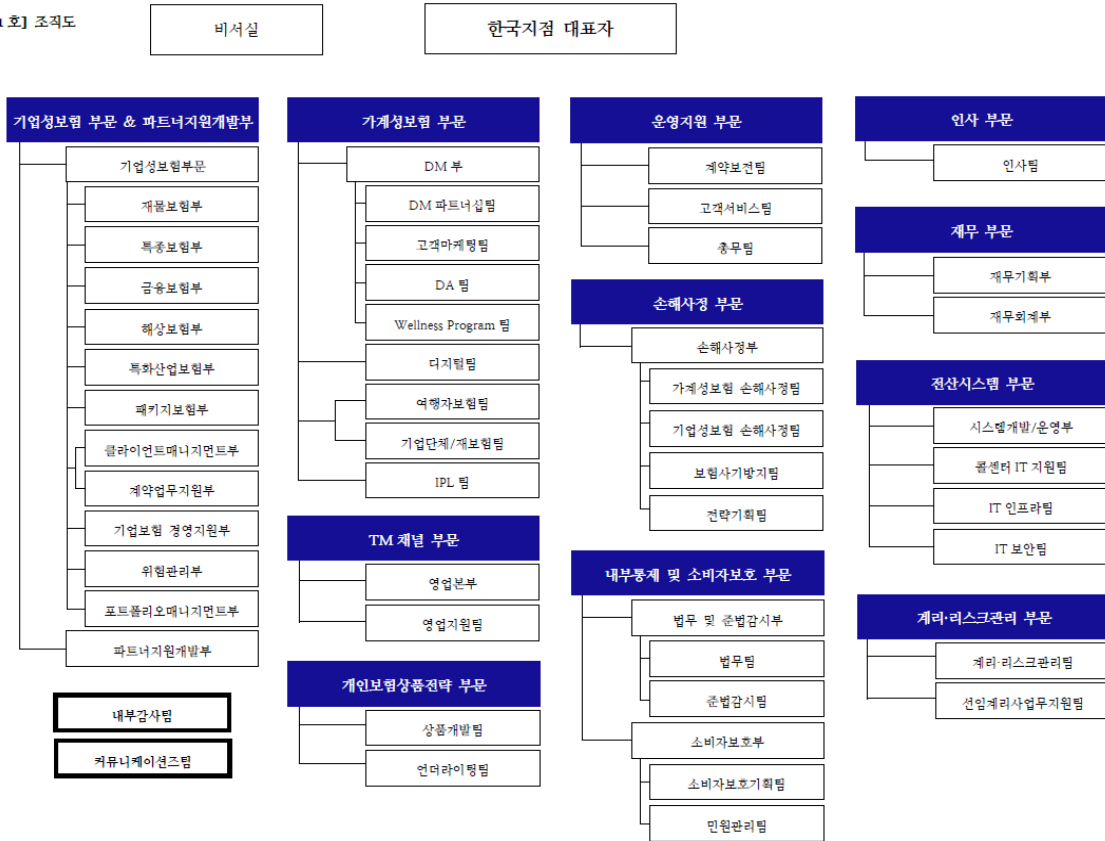 호] 조직도
비서실
한국지점 대표자
기업성보험 부문 & 파트너지원개발부
기업성보험부문
재물보험부
특종보험부
금융보험부
해상보험부
특화산업보험부
패키지보험부
클라이언트매니지먼트부
계약업무지원부
기업보험 경영지원부
위험관리부
포트폴리오매니지먼트부
파트너지원개발부
내부감사팀
커뮤니케이션즈팀
가계성보험 부문
DM 부
DM 파트너십팀
고객마케팅팀
DA 팀
Wellness Program 팀
디지털팀
여행자보험팀
기업단체/재보험팀
IPL 팀
TM 채널 부문
영업본부
영업지원팀
개인보험상품전략 부문
상품개발팀
언더라이팅팀
운영지원 부문
계약보전팀
고객서비스팀
총무팀
손해사정 부문
손해사정부
가계성보험 손해사정팀
기업성보험 손해사정팀
보험사기방지팀
전략기획팀
내부통제 및 소비자보호 부문
법무 및 준법감시부
법무팀
준법감시팀
소비자보호부
소비자보호기획팀
민원관리팀
인사 부문
인사팀
재무 부문
재무기획부
재무회계부
전산시스템 부문
시스템개발/운영부
콜센터 IT 지원팀
IT 인프라팀
IT 보안팀
계리·리스크관리 부문
계리·리스크관리팀
선임계리사업무지원팀